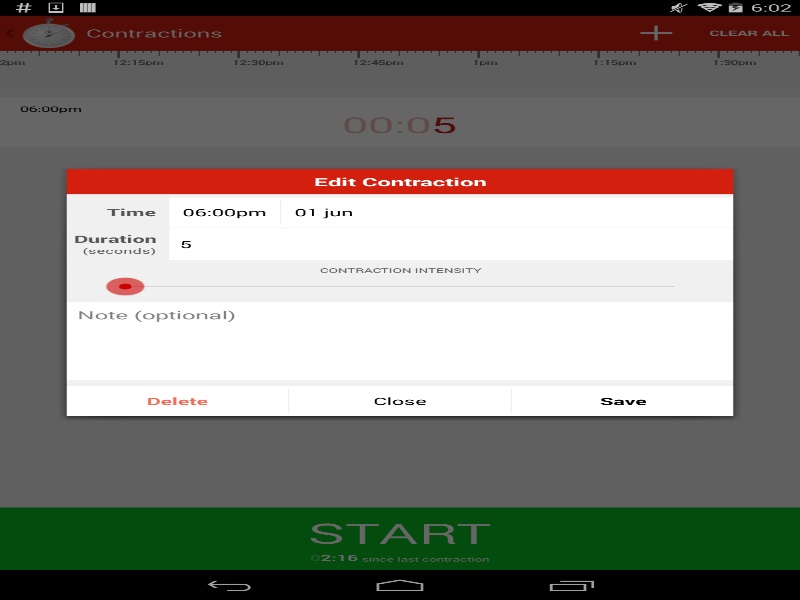 6:02
Contractions CLEAR ALL
2pm 12:15pm 12:30pm 12:45pm 1pm 1:15pm 1:30pm
06:00pm
00:05
Edit Contraction
Time 06:00pm 01 jun
Duration
(seconds) 5
CONTRACTION INTENSITY
Note (optional)
Delete Close Save
START
02:16 since last contraction